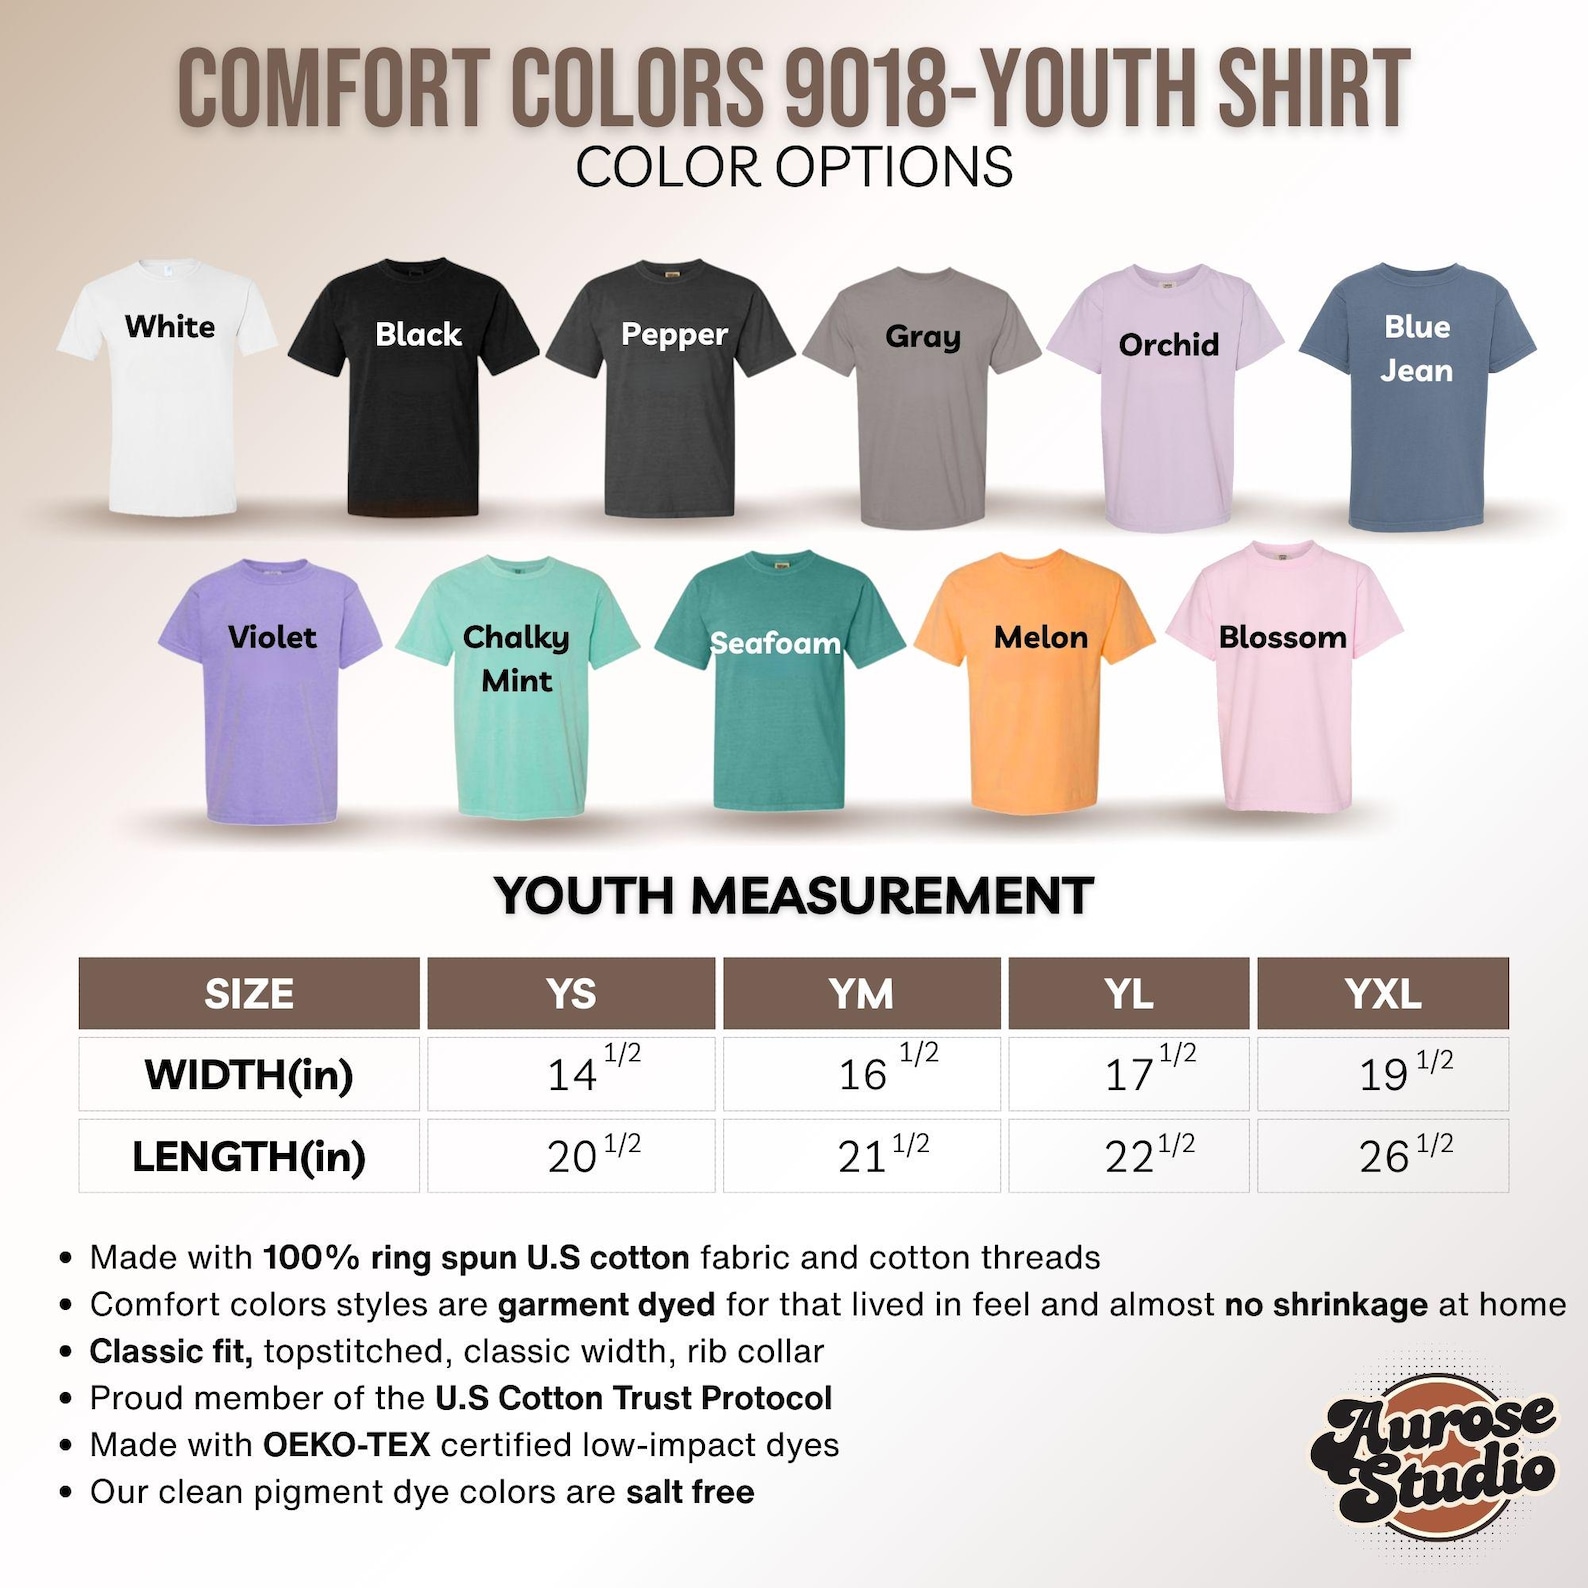 COMFORT COLORS 9018-YOUTH SHIRT
COLOR OPTIONS
White
Black
Pepper
Gray
Orchid
Blue
Jean
Violet
Chalky
Mint
Seafoam
Melon
Blossom
YOUTH MEASUREMENT
SIZE YS YM YL YXL
WIDTH(in) 14 1/2 16 1/2 17 1/2 19 1/2
LENGTH(in) 20 1/2 21 1/2 22 1/2 26 1/2
• Made with 100% ring spun U.S cotton fabric and cotton threads
• Comfort colors styles are garment dyed for that lived in feel and almost no shrinkage at home
• Classic fit, topstitched, classic width, rib collar
• Proud member of the U.S Cotton Trust Protocol
• Made with OEKO-TEX certified low-impact dyes
• Our clean pigment dye colors are salt free
Aurose
Studio